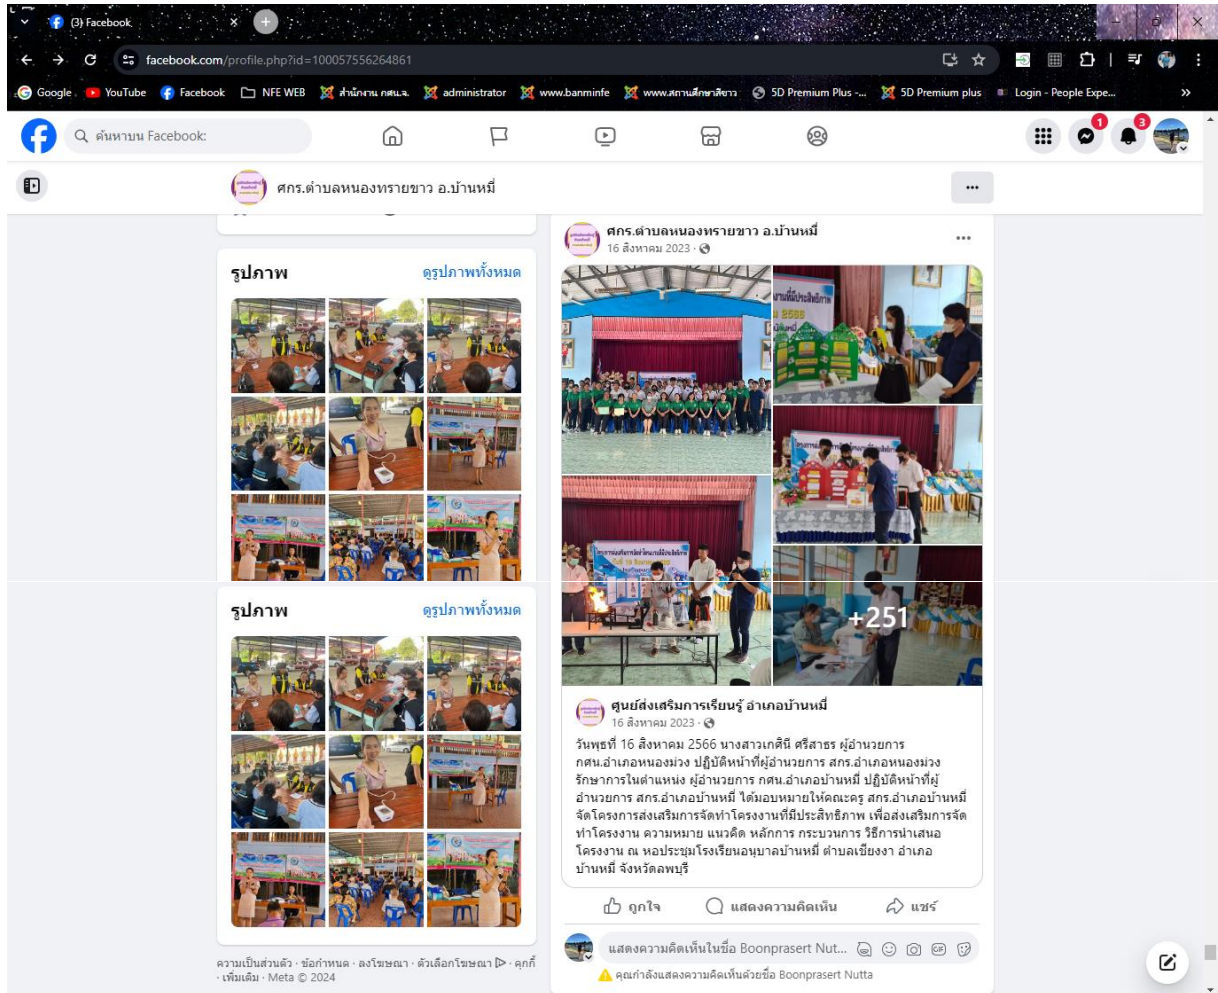 (3) Facebook
facebook.com/profile.php?id=100057556264861
Google
YouTube
Facebook
NFE WEB
สำนักงาน กศน.จ.
administrator
www.banminfe
www.สถานศึกษาสีขาว
5D Premium Plus -...
5D Premium plus
Login - People Expe...
ค้นหาบน Facebook:
1
3
ศกร.ตำบลหนองทรายขาว อ.บ้านหมี่
รูปภาพ
ดูรูปภาพทั้งหมด
รูปภาพ
ดูรูปภาพทั้งหมด
ความเป็นส่วนตัว · ข้อกำหนด · ลงโฆษณา · ตัวเลือกโฆษณา · คุกกี้
· เพิ่มเติม · Meta © 2024
ศกร.ตำบลหนองทรายขาว อ.บ้านหมี่
16 สิงหาคม 2023 ·
+251
ศูนย์ส่งเสริมการเรียนรู้ อำเภอบ้านหมี่
16 สิงหาคม 2023 ·
วันพุธที่ 16 สิงหาคม 2566 นางสาวเกศินี ศรีสาธร ผู้อำนวยการ
กศน.อำเภอหนองม่วง ปฏิบัติหน้าที่ผู้อำนวยการ สกร.อำเภอหนองม่วง
รักษาการในตำแหน่ง ผู้อำนวยการ กศน.อำเภอบ้านหมี่ ปฏิบัติหน้าที่ผู้
อำนวยการ สกร.อำเภอบ้านหมี่ ได้มอบหมายให้คณะครู สกร.อำเภอบ้านหมี่
จัดโครงการส่งเสริมการจัดทำโครงงานที่มีประสิทธิภาพ เพื่อส่งเสริมการจัด
ทำโครงงาน ความหมาย แนวคิด หลักการ กระบวนการ วิธีการนำเสนอ
โครงงาน ณ หอประชุมโรงเรียนอนุบาลบ้านหมี่ ตำบลเชียงงา อำเภอ
บ้านหมี่ จังหวัดลพบุรี
ถูกใจ
แสดงความคิดเห็น
แชร์
แสดงความคิดเห็นในชื่อ Boonprasert Nut...
GIF
คุณกำลังแสดงความคิดเห็นด้วยชื่อ Boonprasert Nutta